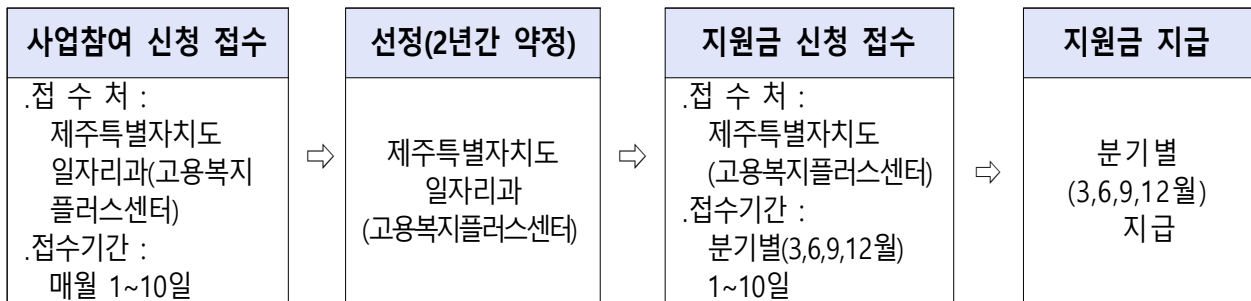 사업참여 신청 접수
.접 수 처 :
제주특별자치도
일자리과(고용복지
플러스센터)
.접수기간 :
매월 1~10일
⇨
선정(2년간 약정)
제주특별자치도
일자리과
(고용복지플러스센터)
⇨
지원금 신청 접수
.접 수 처 :
제주특별자치도
(고용복지플러스센터)
.접수기간 :
분기별(3,6,9,12월)
1~10일
⇨
지원금 지급
분기별
(3,6,9,12월)
지급